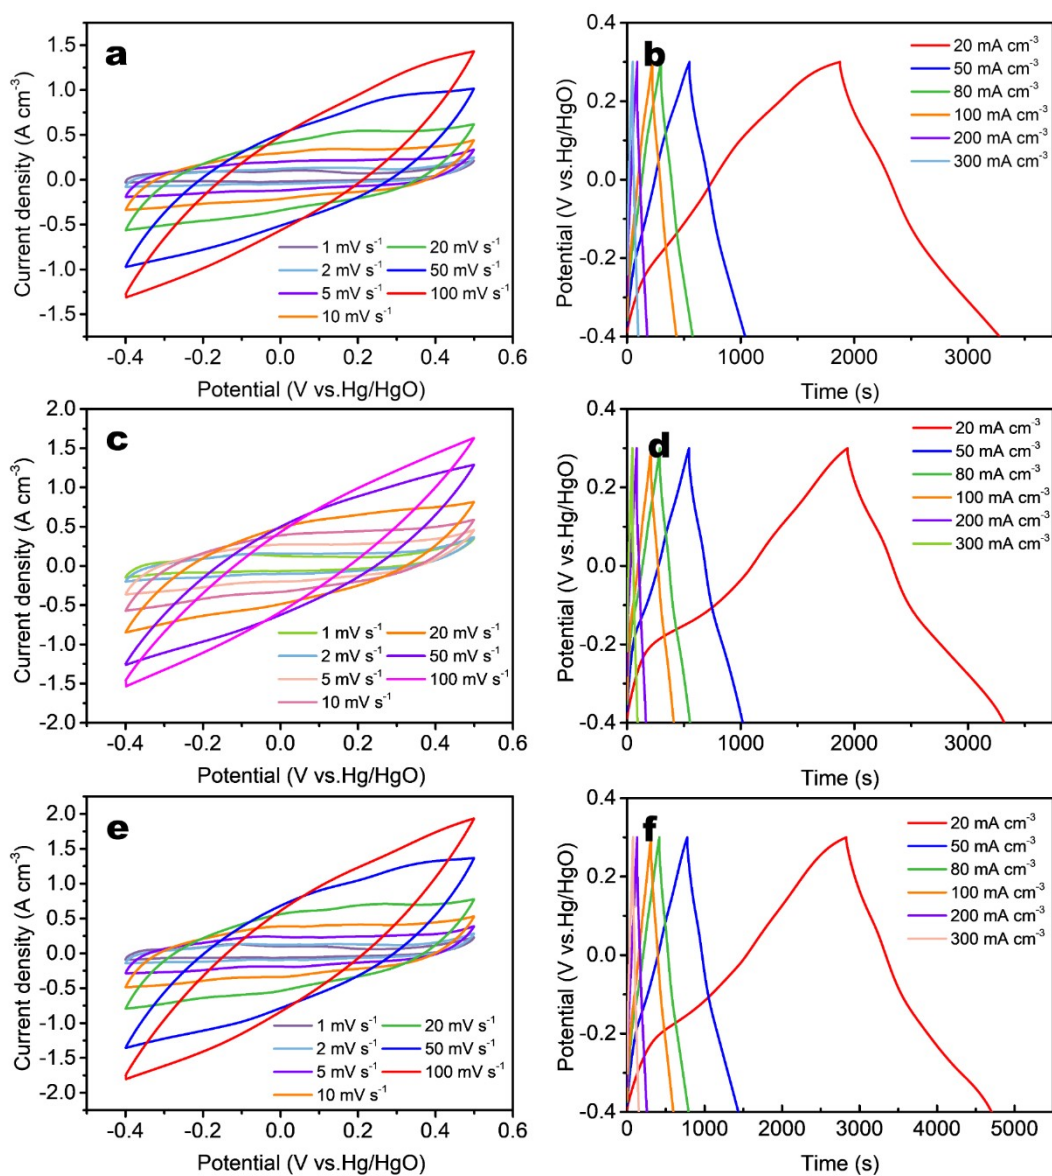 a
1.5
1.0
0.5
0.0
-0.5
-1.0
-1.5
Current density (A cm⁻³)
1 mV s⁻¹ 20 mV s⁻¹
2 mV s⁻¹ 50 mV s⁻¹
5 mV s⁻¹ 100 mV s⁻¹
10 mV s⁻¹
-0.4 -0.2 0.0 0.2 0.4 0.6
Potential (V vs.Hg/HgO)
b
0.4
0.2
0.0
-0.2
-0.4
Potential (V vs.Hg/HgO)
20 mA cm⁻³
50 mA cm⁻³
80 mA cm⁻³
100 mA cm⁻³
200 mA cm⁻³
300 mA cm⁻³
0 1000 2000 3000
Time (s)
c
2.0
1.5
1.0
0.5
0.0
-0.5
-1.0
-1.5
-2.0
Current density (A cm⁻³)
1 mV s⁻¹ 20 mV s⁻¹
2 mV s⁻¹ 50 mV s⁻¹
5 mV s⁻¹ 100 mV s⁻¹
10 mV s⁻¹
-0.4 -0.2 0.0 0.2 0.4 0.6
Potential (V vs.Hg/HgO)
d
0.4
0.2
0.0
-0.2
-0.4
Potential (V vs.Hg/HgO)
20 mA cm⁻³
50 mA cm⁻³
80 mA cm⁻³
100 mA cm⁻³
200 mA cm⁻³
300 mA cm⁻³
0 1000 2000 3000
Time (s)
e
2.0
1.5
1.0
0.5
0.0
-0.5
-1.0
-1.5
-2.0
Current density (A cm⁻³)
1 mV s⁻¹ 20 mV s⁻¹
2 mV s⁻¹ 50 mV s⁻¹
5 mV s⁻¹ 100 mV s⁻¹
10 mV s⁻¹
-0.4 -0.2 0.0 0.2 0.4 0.6
Potential (V vs.Hg/HgO)
f
0.4
0.2
0.0
-0.2
-0.4
Potential (V vs.Hg/HgO)
20 mA cm⁻³
50 mA cm⁻³
80 mA cm⁻³
100 mA cm⁻³
200 mA cm⁻³
300 mA cm⁻³
0 1000 2000 3000 4000 5000
Time (s)